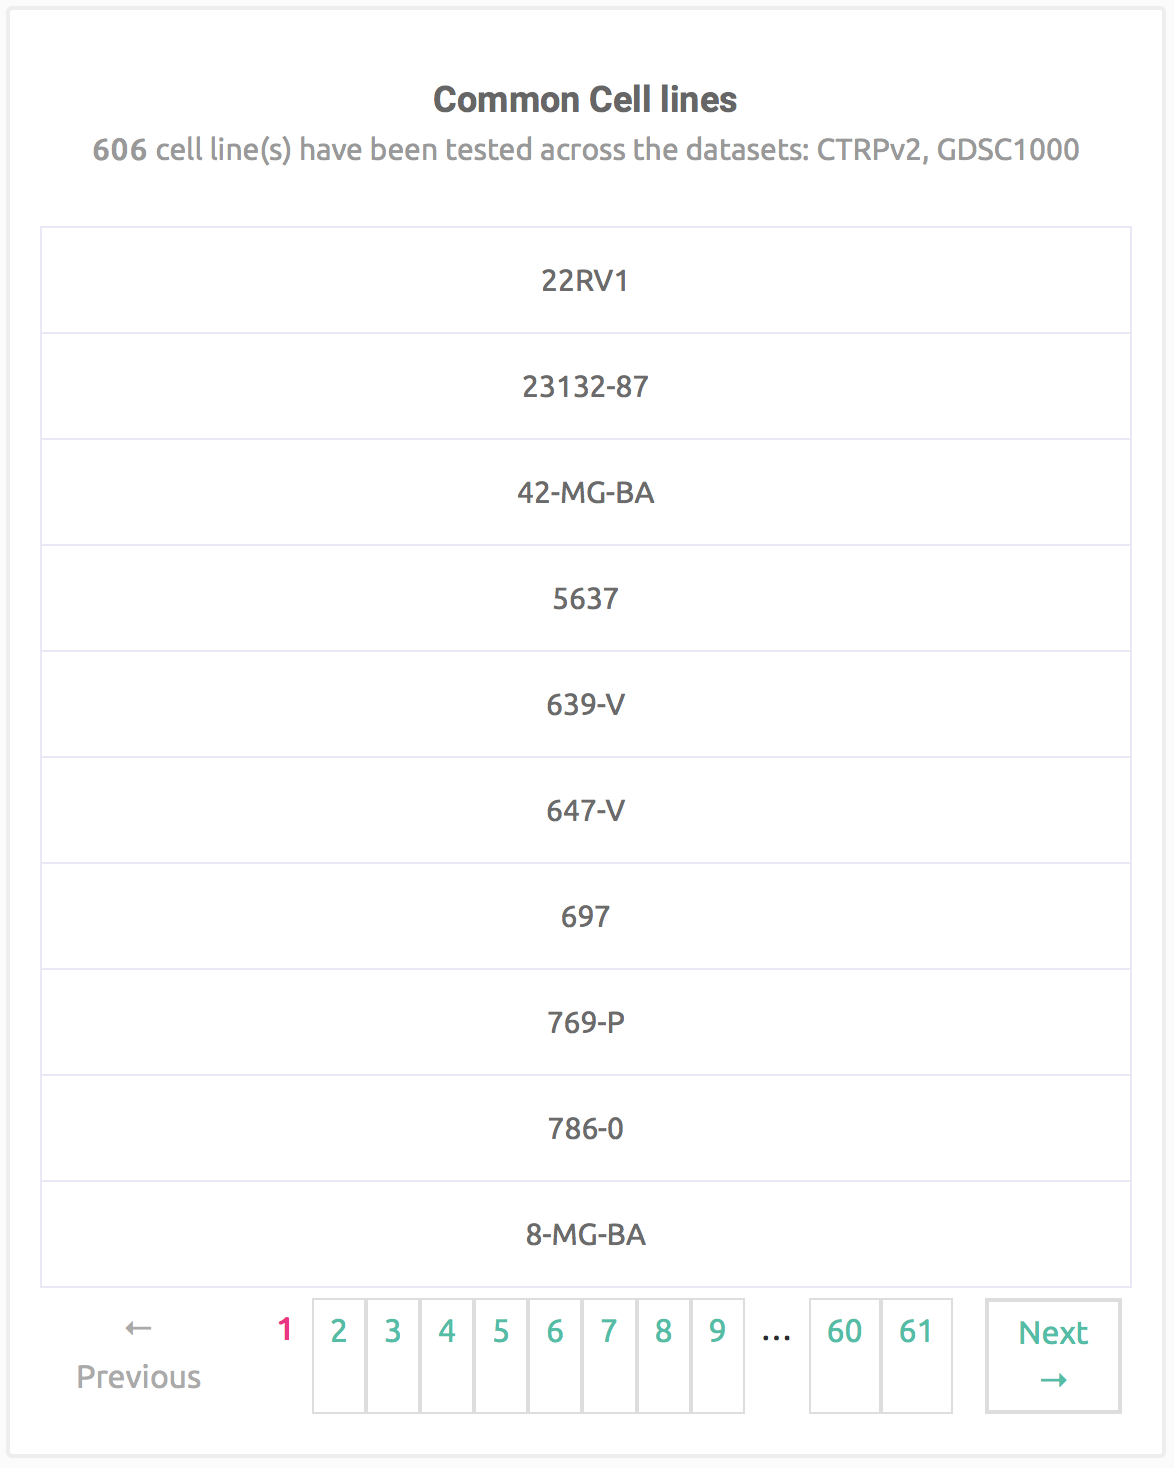 Common Cell lines
606 cell line(s) have been tested across the datasets: CTRPv2, GDSC1000
22RV1
23132-87
42-MG-BA
5637
639-V
647-V
697
769-P
786-0
8-MG-BA
← Previous 1 2 3 4 5 6 7 8 9 ... 60 61 Next →